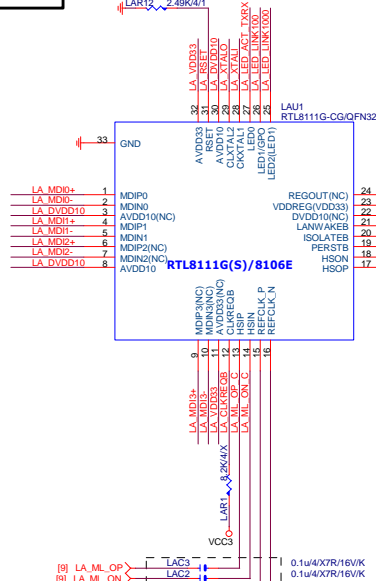 LAR12 2.49K/4/1
LA_VDD33
LA_RSET
LA_DVDD10
LA_XTALO
LA_XTALI
LA_LED_ACT_TXRX
LA_LED_LINK100
LA_LED_LINK1000
32 31 30 29 28 27 26 25
LAU1
RTL8111G-CG/QFN32
33 GND
AVDD33
RSET
AVDD10
CLXTAL2
CKXTAL1
LED0
LED1/GPO
LED2(LED1)
LA_MDI0+ 1 MDIP0
LA_MDI0- 2 MDIN0
LA_DVDD10 3 AVDD10(NC)
LA_MDI1+ 4 MDIP1
LA_MDI1- 5 MDIN1
LA_MDI2+ 6 MDIP2(NC)
LA_MDI2- 7 MDIN2(NC)
LA_DVDD10 8 AVDD10
RTL8111G(S)/8106E
REGOUT(NC) 24
VDDREG(VDD33) 23
DVDD10(NC) 22
LANWAKEB 21
ISOLATEB 20
PERSTB 19
HSON 18
HSOP 17
MDIP3(NC)
MDIN3(NC)
AVDD33(NC)
CLKREQB
HSIP
HSIN
REFCLK_P
REFCLK_N
9 10 11 12 13 14 15 16
LA_MDI3+
LA_MDI3-
LA_VDD33
LA_CLKREQB
LA_ML_OP_C
LA_ML_ON_C
LAR1 8.2K/4/X
VCC3
[9] LA_ML_OP LAC3 0.1u/4/X7R/16V/K
[9] LA_ML_ON LAC2 0.1u/4/X7R/16V/K